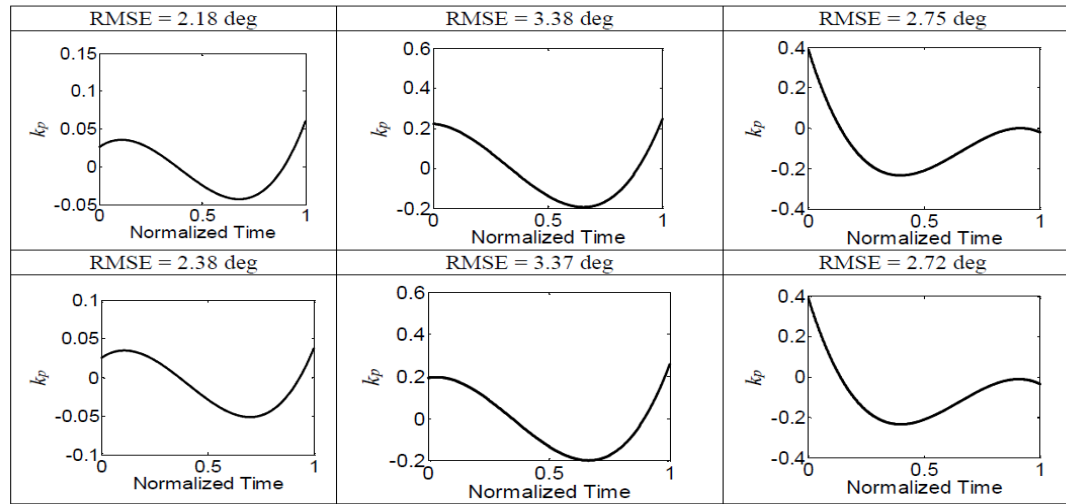 RMSE = 2.18 deg
RMSE = 3.38 deg
RMSE = 2.75 deg
0.15
0.1
0.05
0
-0.05
kp
0
0.5
1
Normalized Time
0.6
0.4
0.2
0
-0.2
kp
0
0.5
1
Normalized Time
0.4
0.2
0
-0.2
-0.4
kp
0
0.5
1
Normalized Time
RMSE = 2.38 deg
RMSE = 3.37 deg
RMSE = 2.72 deg
0.1
0.05
0
-0.05
-0.1
kp
0
0.5
1
Normalized Time
0.6
0.4
0.2
0
-0.2
kp
0
0.5
1
Normalized Time
0.4
0.2
0
-0.2
-0.4
kp
0
0.5
1
Normalized Time